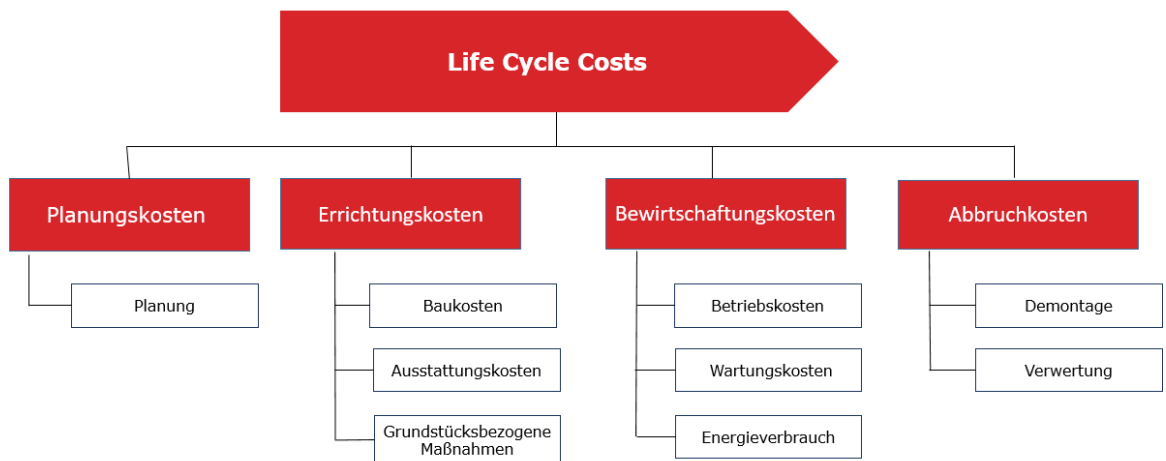 Life Cycle Costs
Planungskosten
Errichtungskosten
Bewirtschaftungskosten
Abbruchkosten
Planung
Baukosten
Betriebskosten
Demontage
Ausstattungskosten
Wartungskosten
Verwertung
Grundstücksbezogene
Maßnahmen
Energieverbrauch